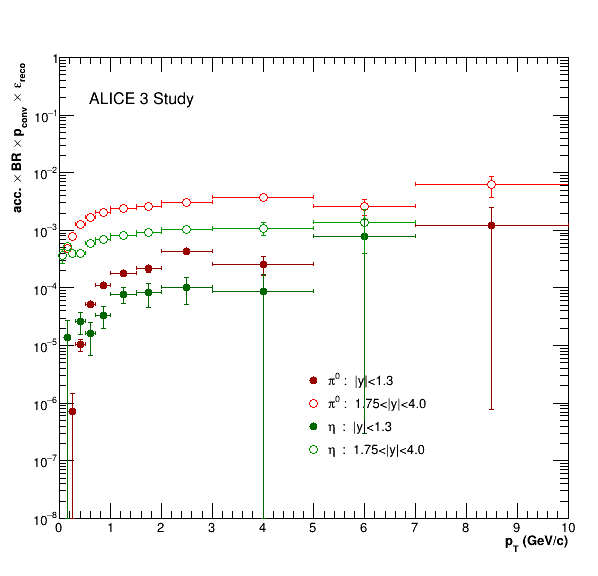 1
ALICE 3 Study
10⁻¹
10⁻²
10⁻³
10⁻⁴
10⁻⁵
10⁻⁶
10⁻⁷
10⁻⁸
acc. × BR × p_conv × ε_reco
π⁰ : |y|<1.3
π⁰ : 1.75<|y|<4.0
η : |y|<1.3
η : 1.75<|y|<4.0
0 1 2 3 4 5 6 7 8 9 10
p_T (GeV/c)